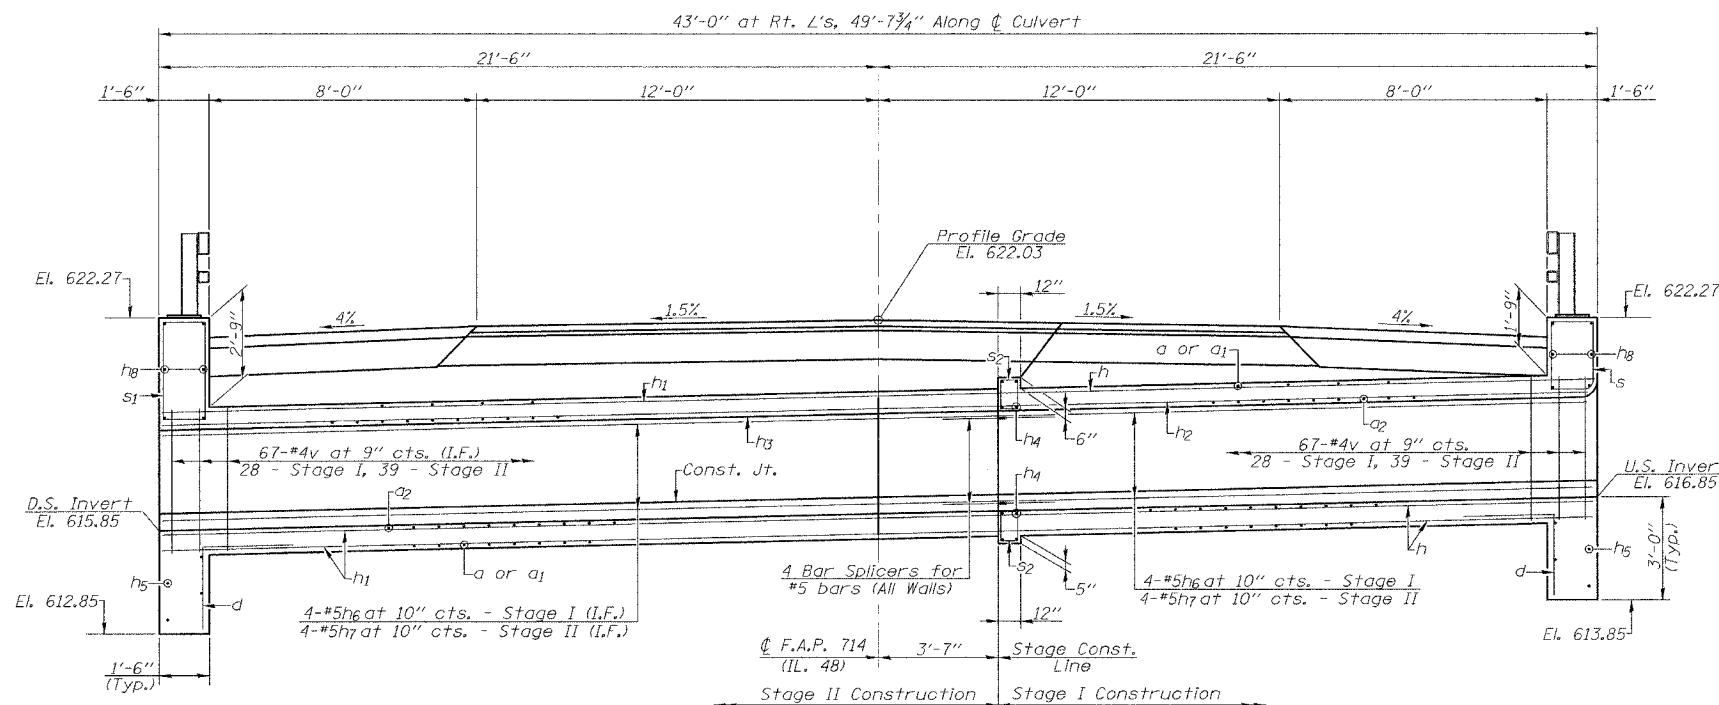 43'-0" at Rt. L's, 49'-7¾" Along ℄ Culvert
21'-6"
21'-6"
1'-6"
8'-0"
12'-0"
12'-0"
8'-0"
1'-6"
Profile Grade
El. 622.03
El. 622.27
El. 622.27
12"
4%
1.5%
1.5%
4%
2'-9"
1'-9"
a or a1
s2
h
h8
h8
h1
s
s1
a2
h3
h4
6"
h2
67-#4v at 9" cts. (I.F.)
28 - Stage I, 39 - Stage II
67-#4v at 9" cts.
28 - Stage I, 39 - Stage II
Const. Jt.
h4
a2
D.S. Invert
El. 615.85
U.S. Inver
El. 616.85
3'-0"
(Typ.)
h5
h1
a or a1
4 Bar Splicers for
#5 bars (All Walls)
s2
5"
h
h5
d
d
4-#5h6 at 10" cts. - Stage I
4-#5h7 at 10" cts. - Stage II
El. 612.85
4-#5h6 at 10" cts. - Stage I (I.F.)
4-#5h7 at 10" cts. - Stage II (I.F.)
12"
El. 613.85
℄ F.A.P. 714
(IL. 48)
3'-7"
Stage Const.
Line
1'-6"
(Typ.)
Stage II Construction
Stage I Construction